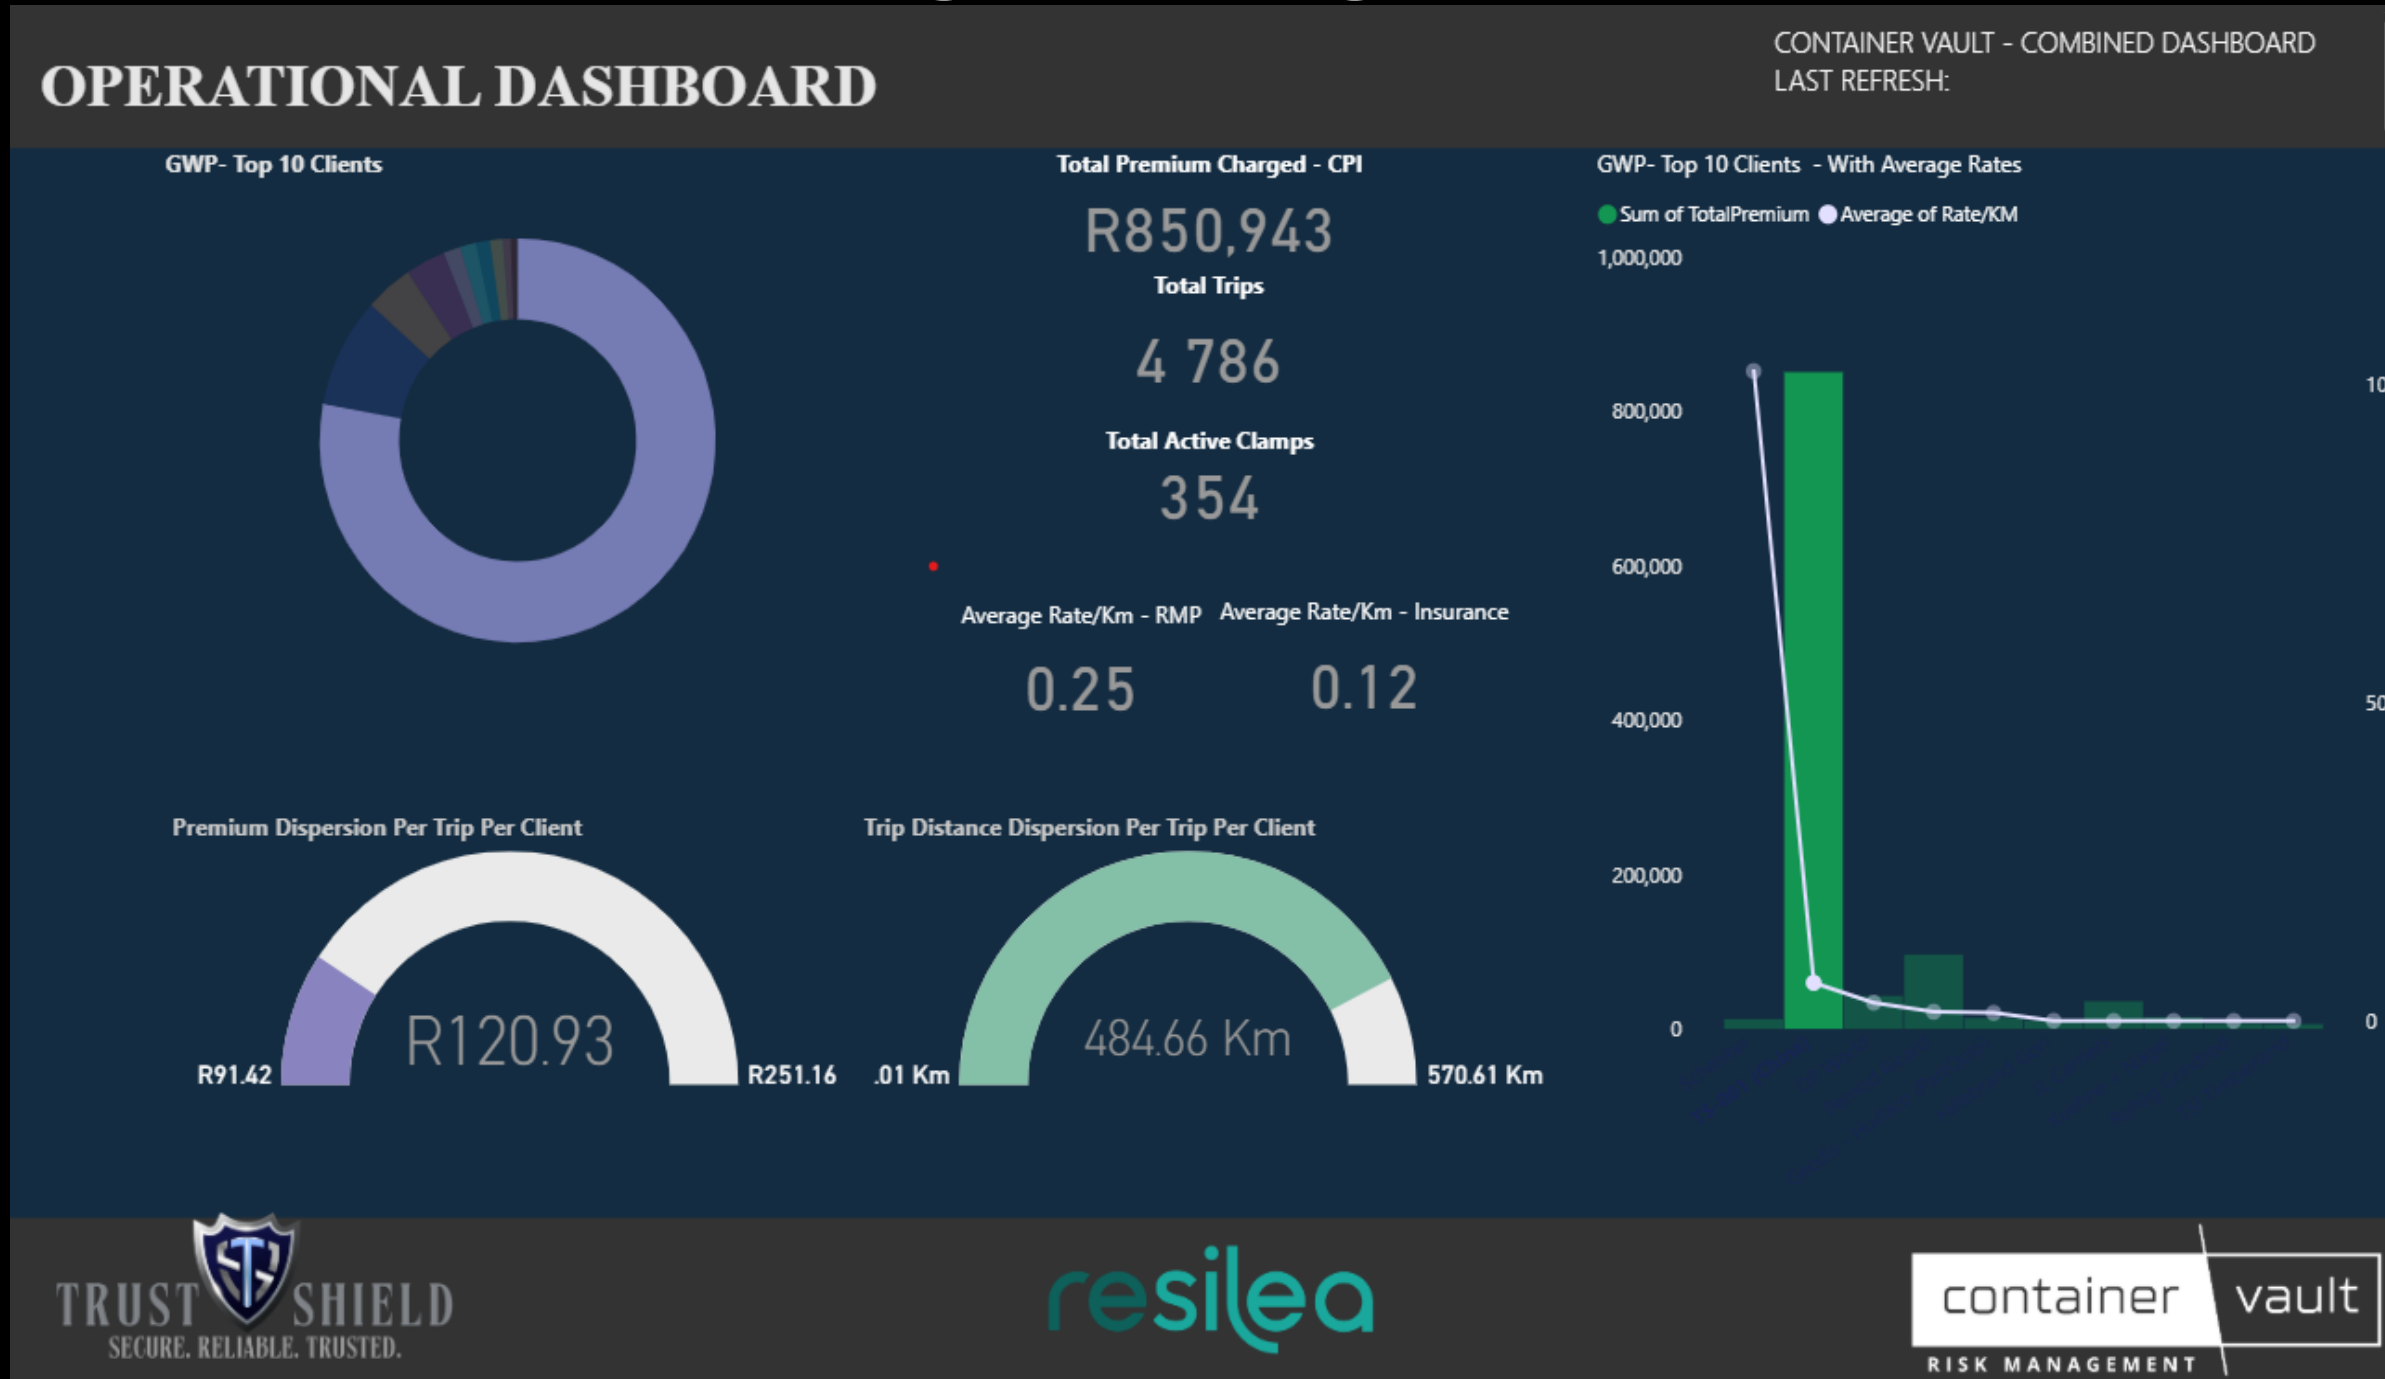 OPERATIONAL DASHBOARD
CONTAINER VAULT - COMBINED DASHBOARD
LAST REFRESH:
GWP- Top 10 Clients
Total Premium Charged - CPI
R850,943
Total Trips
4 786
Total Active Clamps
354
Average Rate/Km - RMP
0.25
Average Rate/Km - Insurance
0.12
GWP- Top 10 Clients - With Average Rates
Sum of TotalPremium Average of Rate/KM
1,000,000
800,000
600,000
400,000
200,000
0
10
50
0
Premium Dispersion Per Trip Per Client
R120.93
R91.42
R251.16
Trip Distance Dispersion Per Trip Per Client
484.66 Km
.01 Km
570.61 Km
TRUST SHIELD
SECURE. RELIABLE. TRUSTED.
resilea
container vault
RISK MANAGEMENT